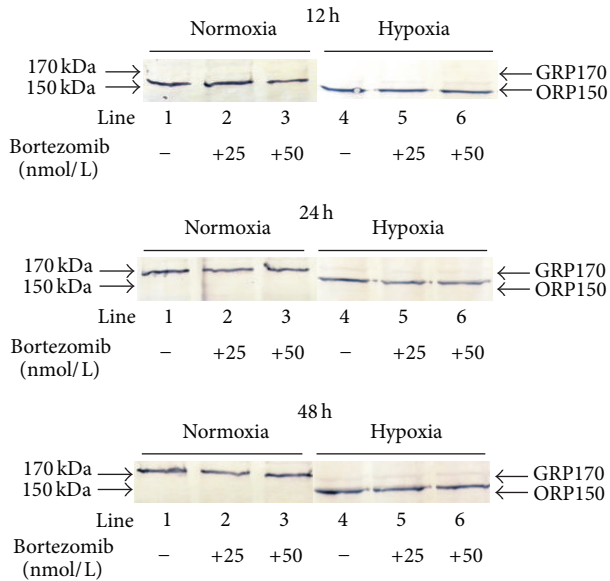 12 h
Normoxia Hypoxia
170 kDa GRP170
150 kDa ORP150
Line 1 2 3 4 5 6
Bortezomib (nmol/L) − +25 +50 − +25 +50
24 h
Normoxia Hypoxia
170 kDa GRP170
150 kDa ORP150
Line 1 2 3 4 5 6
Bortezomib (nmol/L) − +25 +50 − +25 +50
48 h
Normoxia Hypoxia
170 kDa GRP170
150 kDa ORP150
Line 1 2 3 4 5 6
Bortezomib (nmol/L) − +25 +50 − +25 +50